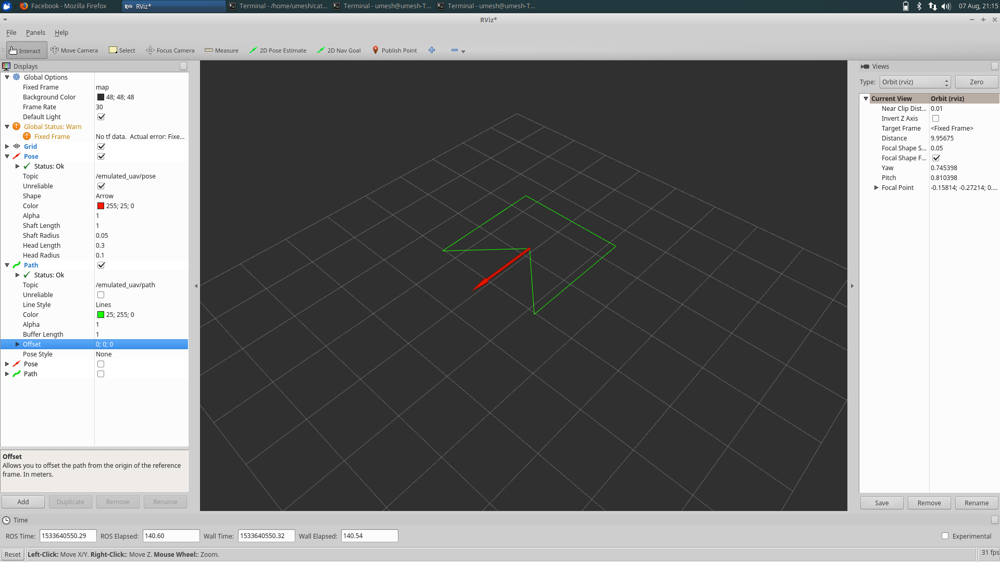 Facebook - Mozilla Firefox RViz* Terminal - /home/umesh/cat... Terminal - umesh@umesh-T... Terminal - umesh@umesh-T... 07 Aug, 21:15
RViz*
File Panels Help
Interact Move Camera Select Focus Camera Measure 2D Pose Estimate 2D Nav Goal Publish Point
Displays
Global Options
Fixed Frame map
Background Color 48; 48; 48
Frame Rate 30
Default Light
Global Status: Warn
Fixed Frame No tf data. Actual error: Fixe...
Grid
Pose
Status: Ok
Topic /emulated_uav/pose
Unreliable
Shape Arrow
Color 255; 25; 0
Alpha 1
Shaft Length 1
Shaft Radius 0.05
Head Length 0.3
Head Radius 0.1
Path
Status: Ok
Topic /emulated_uav/path
Unreliable
Line Style Lines
Color 25; 255; 0
Alpha 1
Buffer Length 1
Offset 0; 0; 0
Pose Style None
Pose
Path
Offset
Allows you to offset the path from the origin of the reference
frame. In meters.
Add Duplicate Remove Rename
Views
Type: Orbit (rviz) Zero
Current View Orbit (rviz)
Near Clip Dist... 0.01
Invert Z Axis
Target Frame <Fixed Frame>
Distance 9.95675
Focal Shape S... 0.05
Focal Shape F...
Yaw 0.745398
Pitch 0.810398
Focal Point -0.15814; -0.27214; 0....
Save Remove Rename
Time
ROS Time: 1533640550.29 ROS Elapsed: 140.60 Wall Time: 1533640550.32 Wall Elapsed: 140.54 Experimental
Reset Left-Click: Move X/Y. Right-Click:: Move Z. Mouse Wheel:: Zoom. 31 fps